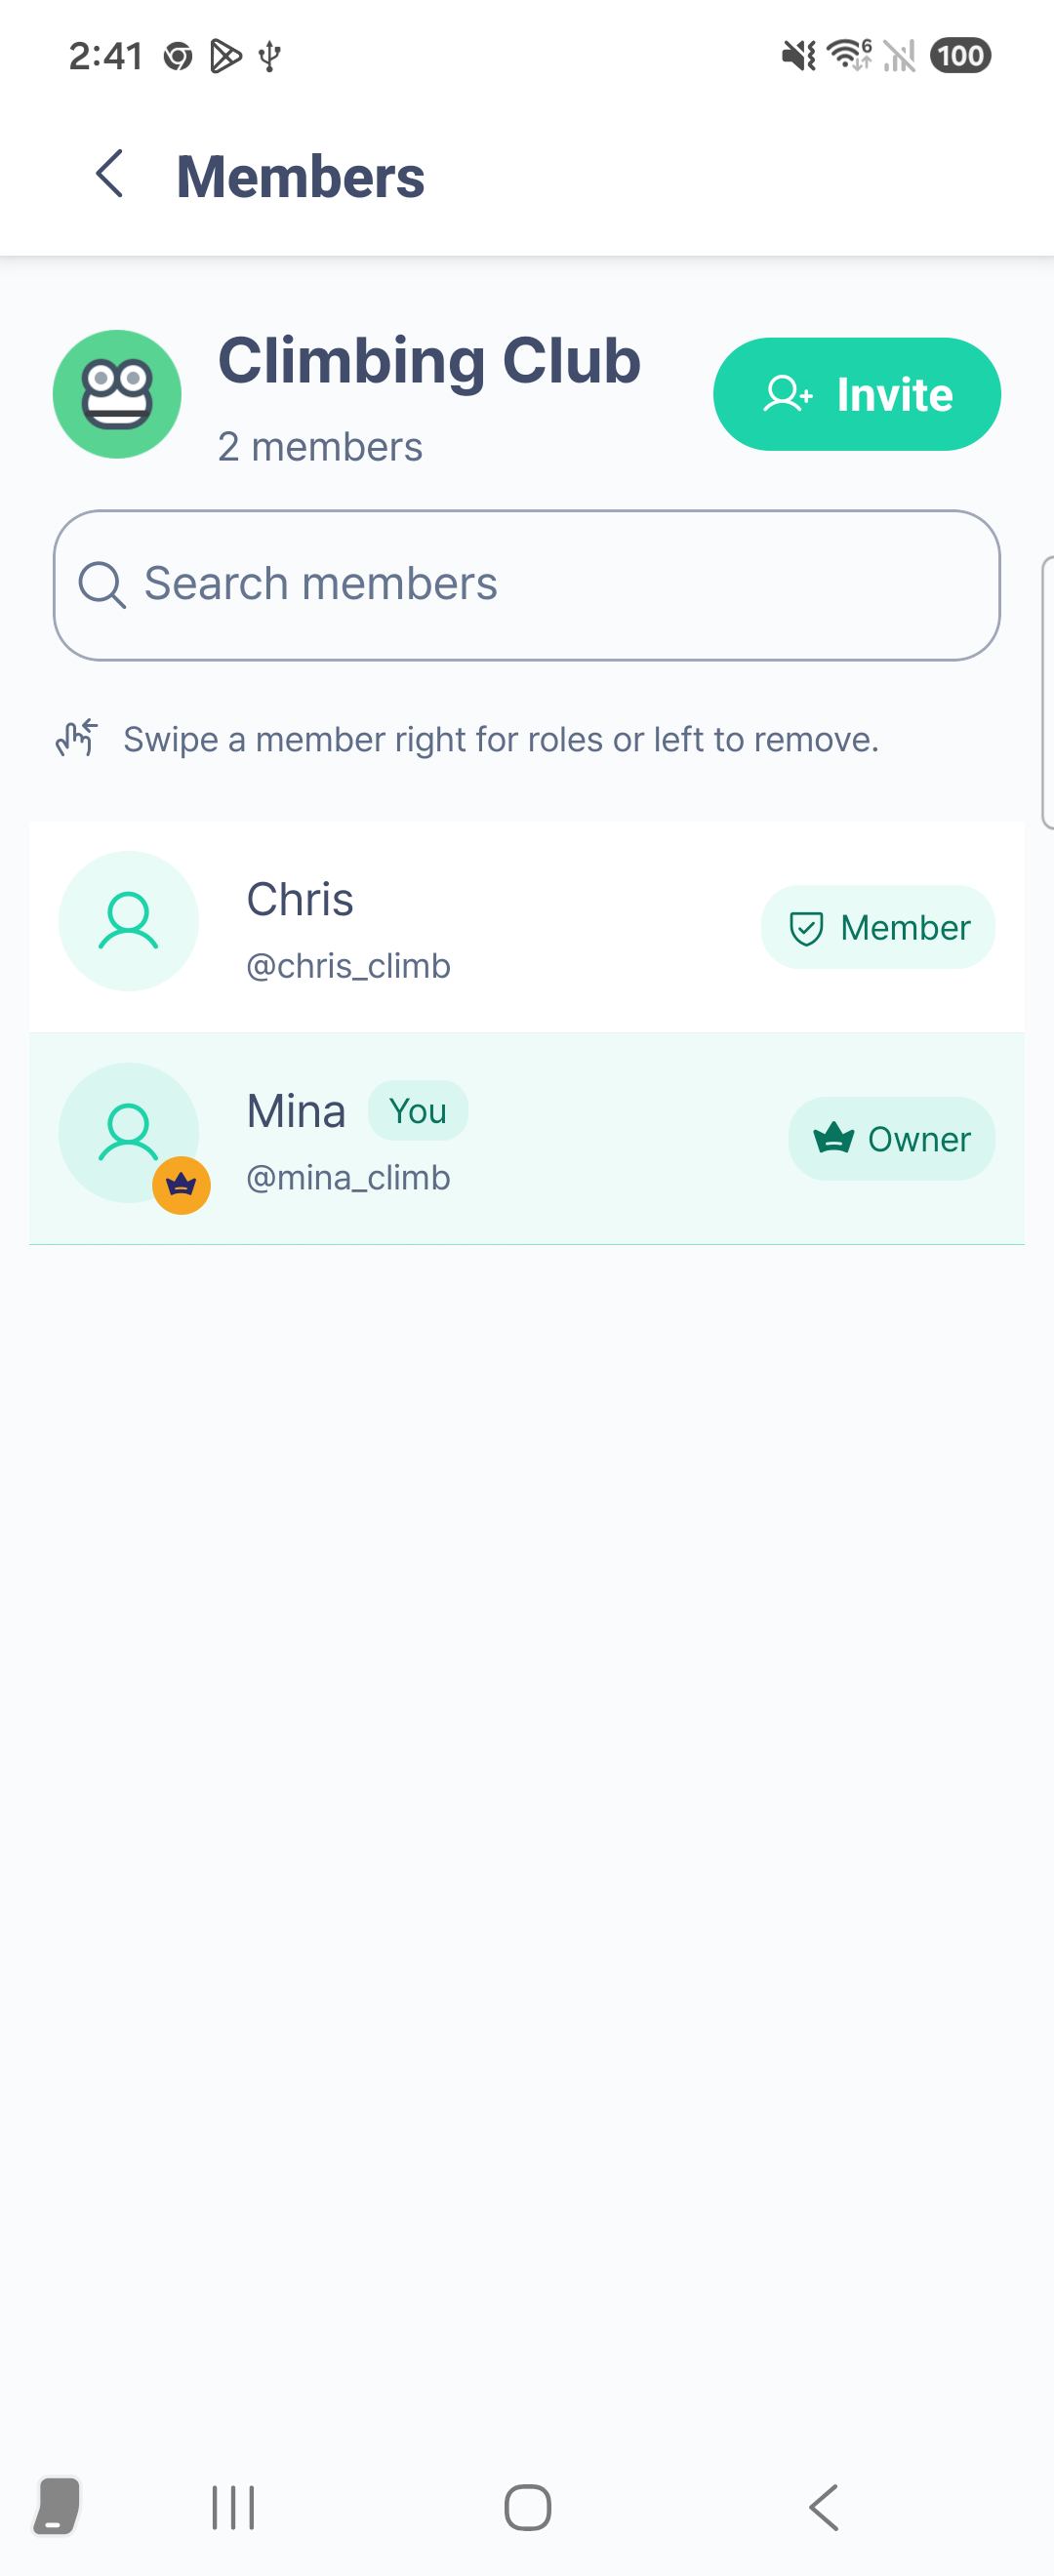 2:41
6
100
Members
Climbing Club
2 members
Invite
Search members
Swipe a member right for roles or left to remove.
Chris
@chris_climb
Member
Mina
You
@mina_climb
Owner